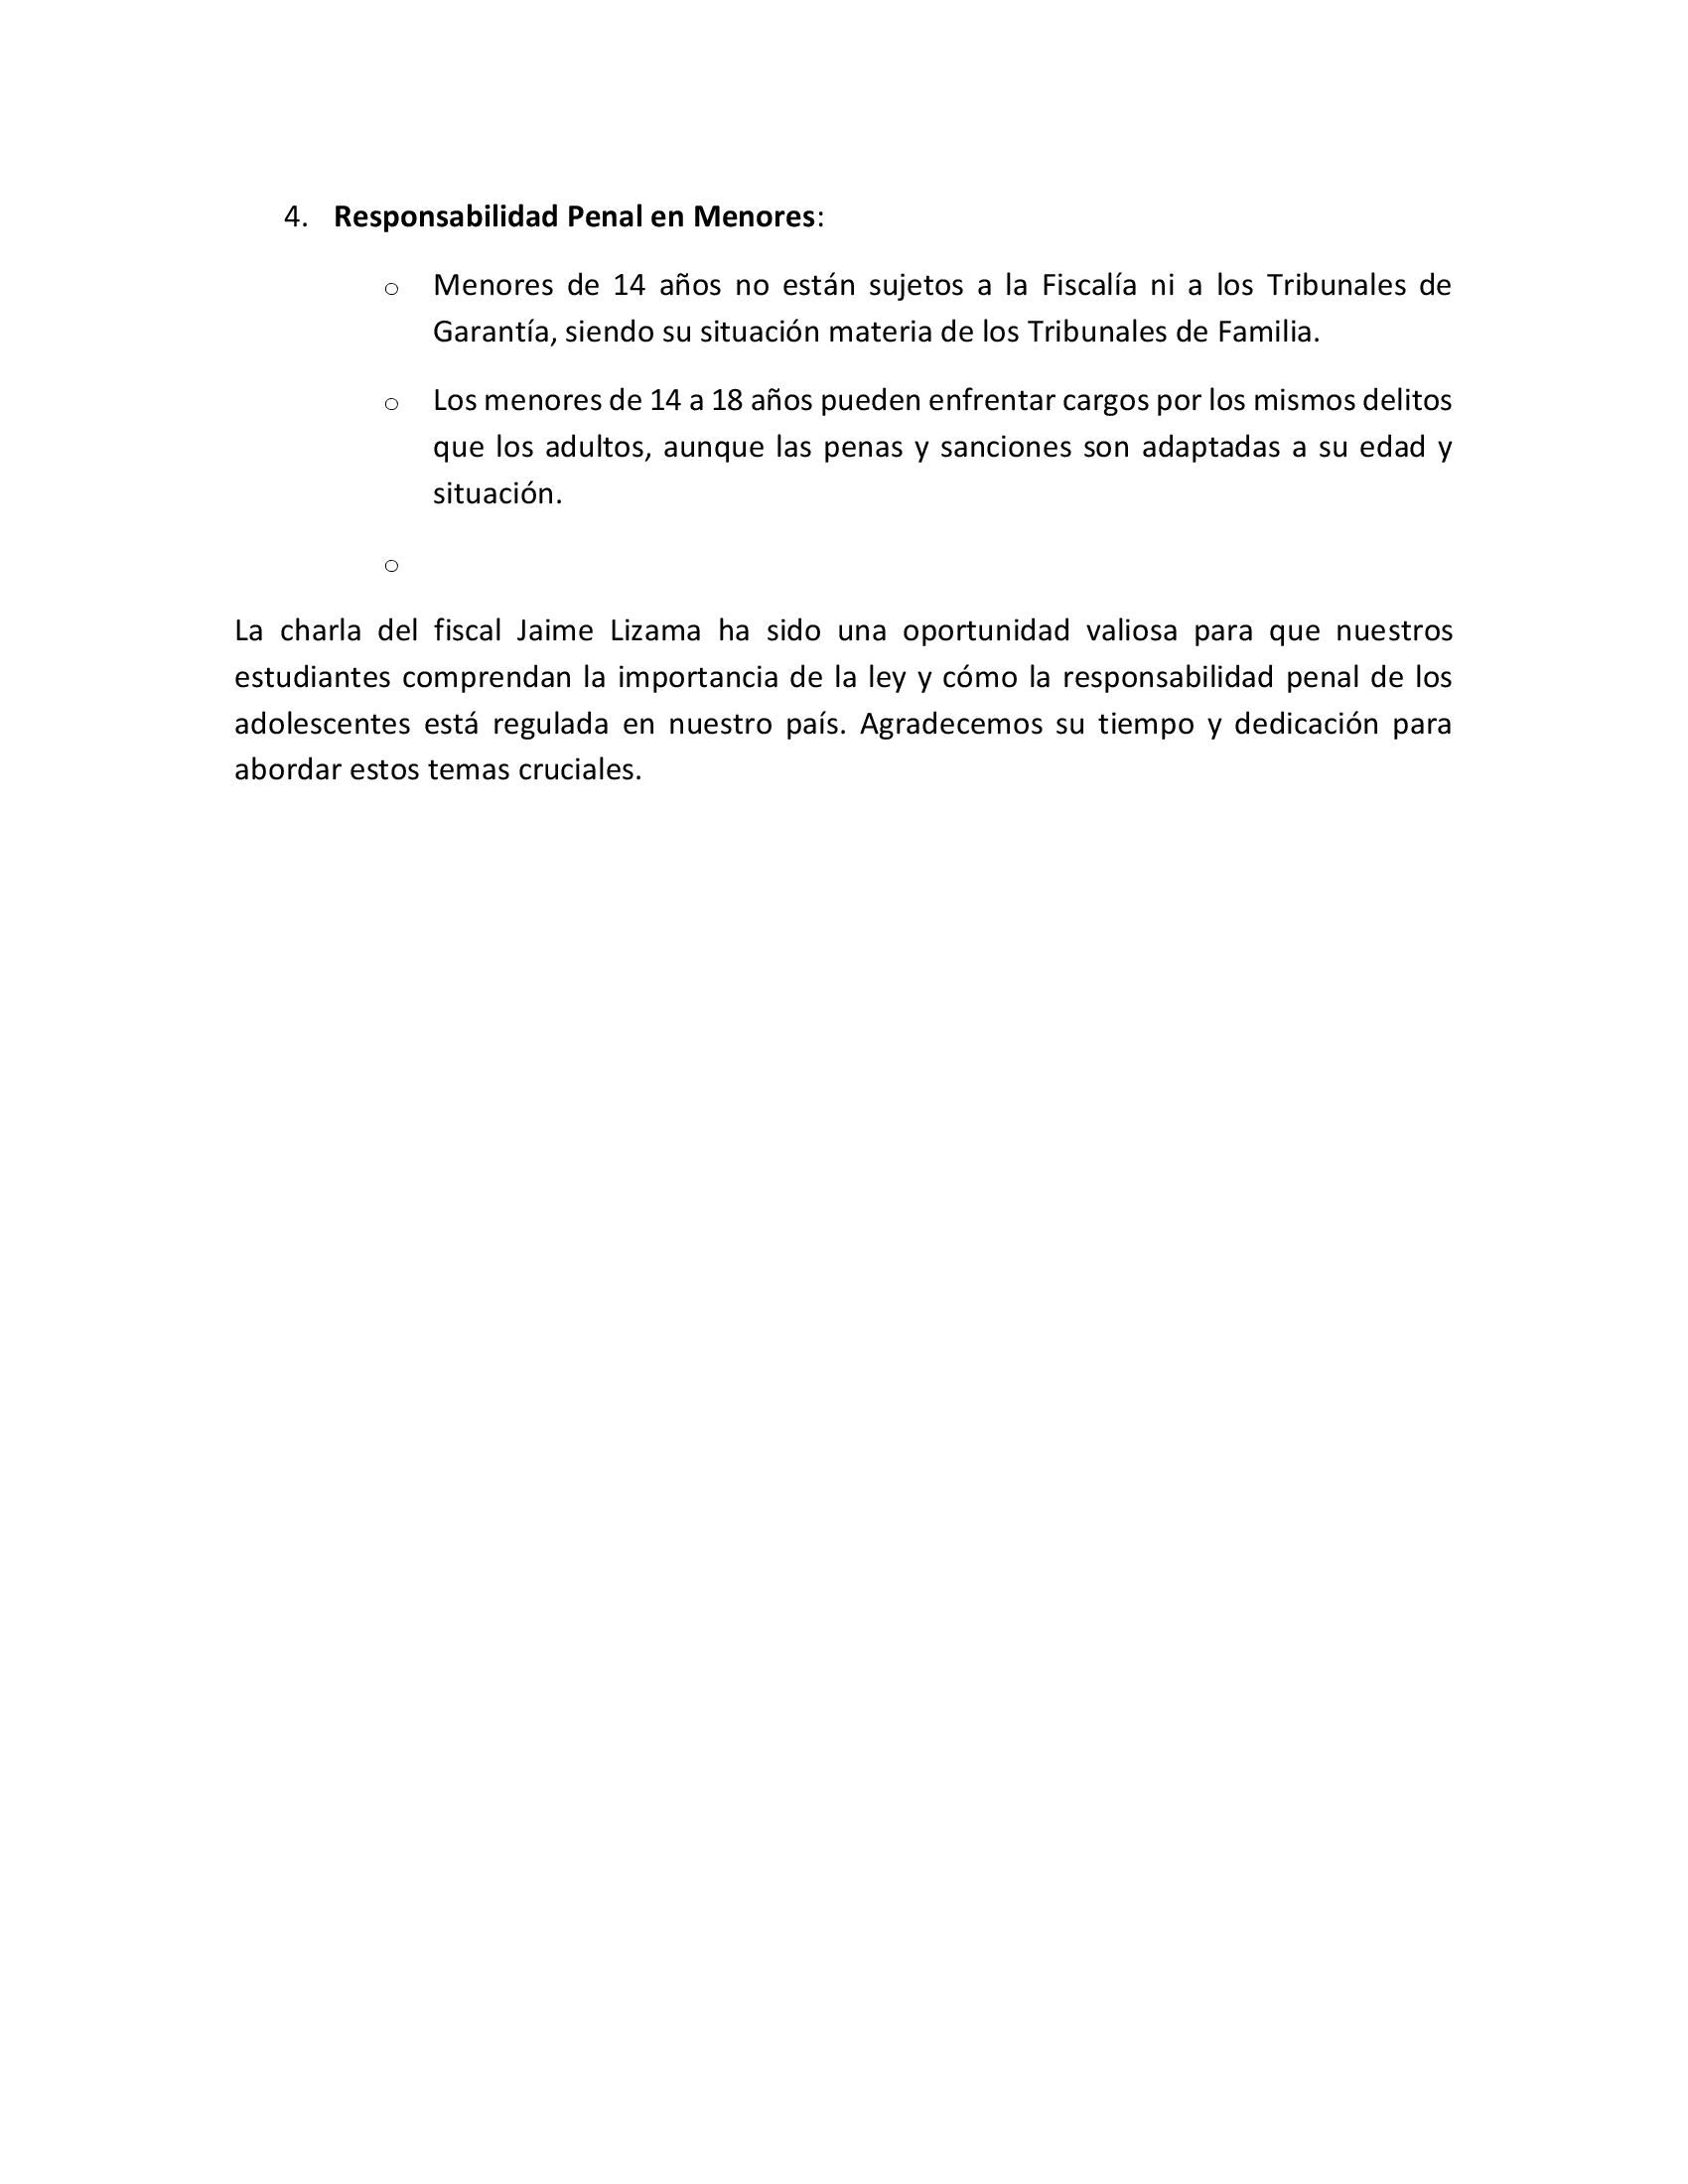 4. Responsabilidad Penal en Menores:
o Menores de 14 años no están sujetos a la Fiscalía ni a los Tribunales de
Garantía, siendo su situación materia de los Tribunales de Familia.
o Los menores de 14 a 18 años pueden enfrentar cargos por los mismos delitos
que los adultos, aunque las penas y sanciones son adaptadas a su edad y
situación.
o
La charla del fiscal Jaime Lizama ha sido una oportunidad valiosa para que nuestros
estudiantes comprendan la importancia de la ley y cómo la responsabilidad penal de los
adolescentes está regulada en nuestro país. Agradecemos su tiempo y dedicación para
abordar estos temas cruciales.